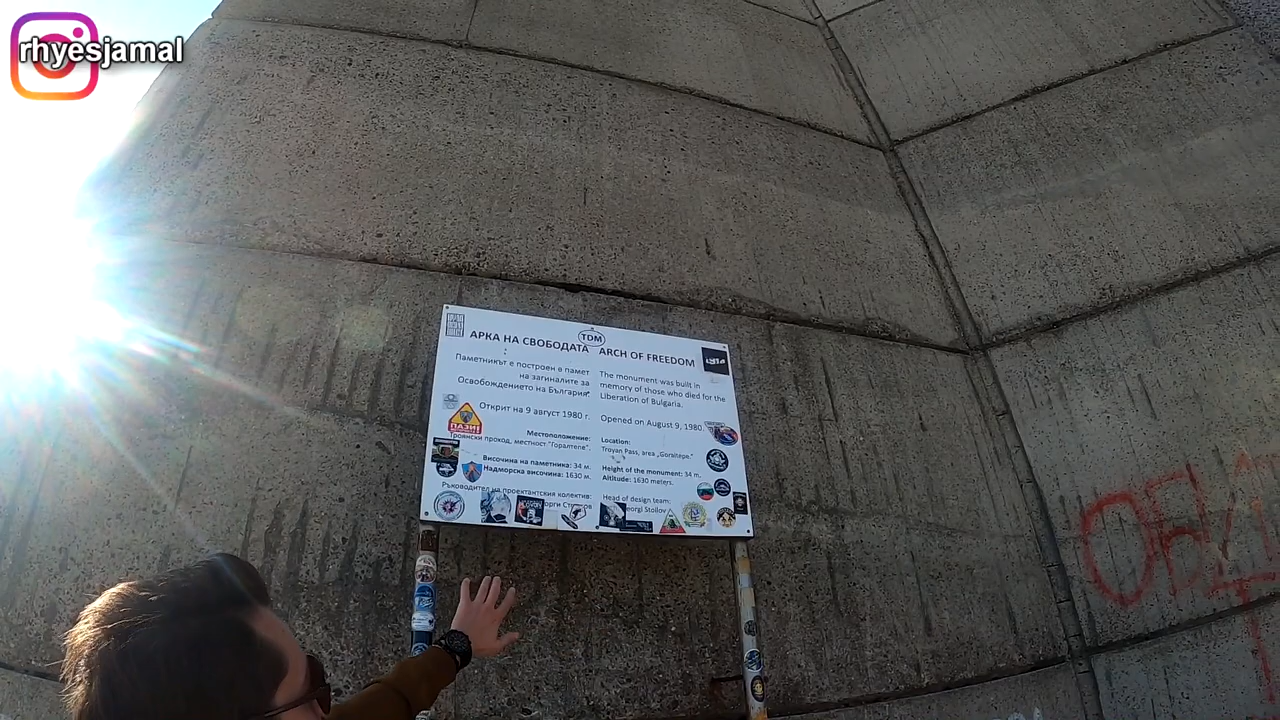 rhyesjamal
TDM
АРКА НА СВОБОДАТА
Паметникът е построен в памет
на загиналите за
Освобождението на България.
Открит на 9 август 1980 г.
Местоположение:
Троянски проход, местност "Горалтепе".
Височина на паметника: 34 м.
Надморска височина: 1630 м.
Ръководител на проектантския колектив:
ARCH OF FREEDOM
The monument was built in
memory of those who died for the
Liberation of Bulgaria.
Opened on August 9, 1980.
Location:
Troyan Pass, area „Goraltepe".
Height of the monument: 34 m.
Altitude: 1630 meters.
Head of design team:
Georgi Stoilov
ПАЗИ!